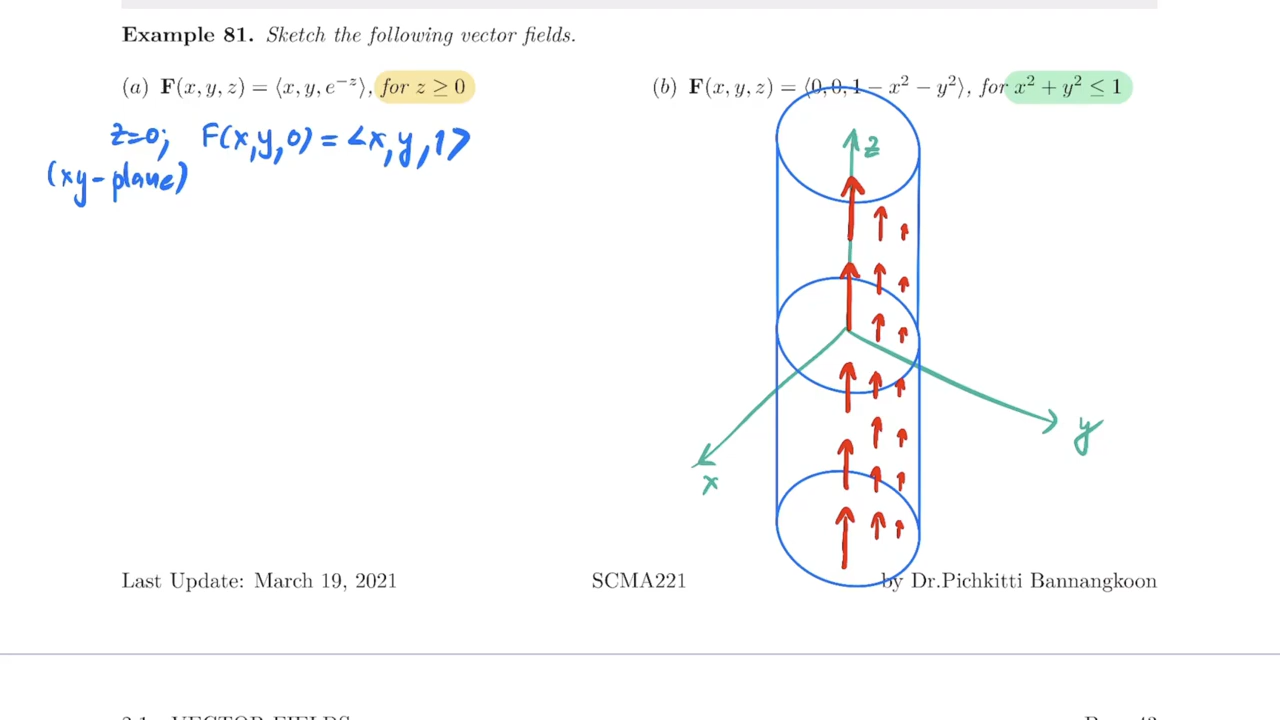 Example 81. Sketch the following vector fields.
(a) F(x, y, z) = ⟨x, y, e^{−z}⟩, for z ≥ 0
(b) F(x, y, z) = ⟨0, 0, 1 − x² − y²⟩, for x² + y² ≤ 1
z=0; F(x,y,0) = <x,y,1>
(xy-plane)
z
y
x
Last Update: March 19, 2021
SCMA221
by Dr.Pichkitti Bannangkoon